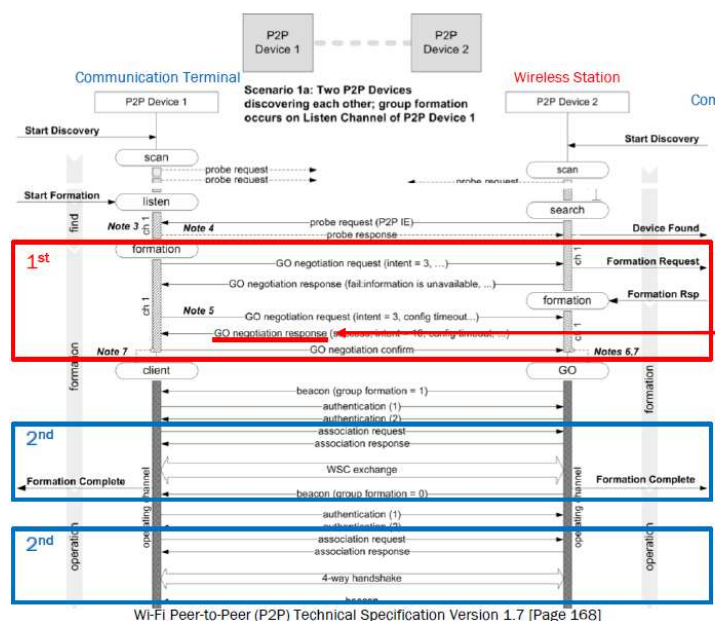 P2P
Device 1
P2P
Device 2
Communication Terminal
Wireless Station
Com
P2P Device 1
Scenario 1a: Two P2P Devices
discovering each other; group formation
occurs on Listen Channel of P2P Device 1
P2P Device 2
Start Discovery
Start Discovery
scan
scan
probe request
probe request
probe request
Start Formation
listen
search
find
Note 3
ch 1
Note 4
probe request (P2P IE)
probe response
Device Found
1st
formation
ch 1
GO negotiation request (intent = 3, ...)
Formation Request
GO negotiation response (fail:information is unavailable, ...)
ch 1
formation
Formation Rsp
Note 5
GO negotiation request (intent = 3, config timeout...)
GO negotiation response (success, intent = 15, config timeout, ...)
ch 1
Note 7
GO negotiation confirm
Notes 6,7
formation
formation
client
GO
beacon (group formation = 1)
authentication (1)
authentication (2)
2nd
association request
association response
WSC exchange
Formation Complete
Formation Complete
operating channel
operating channel
beacon (group formation = 0)
authentication (1)
authentication (2)
2nd
association request
association response
operation
operation
4-way handshake
beacon
Wi-Fi Peer-to-Peer (P2P) Technical Specification Version 1.7 [Page 168]